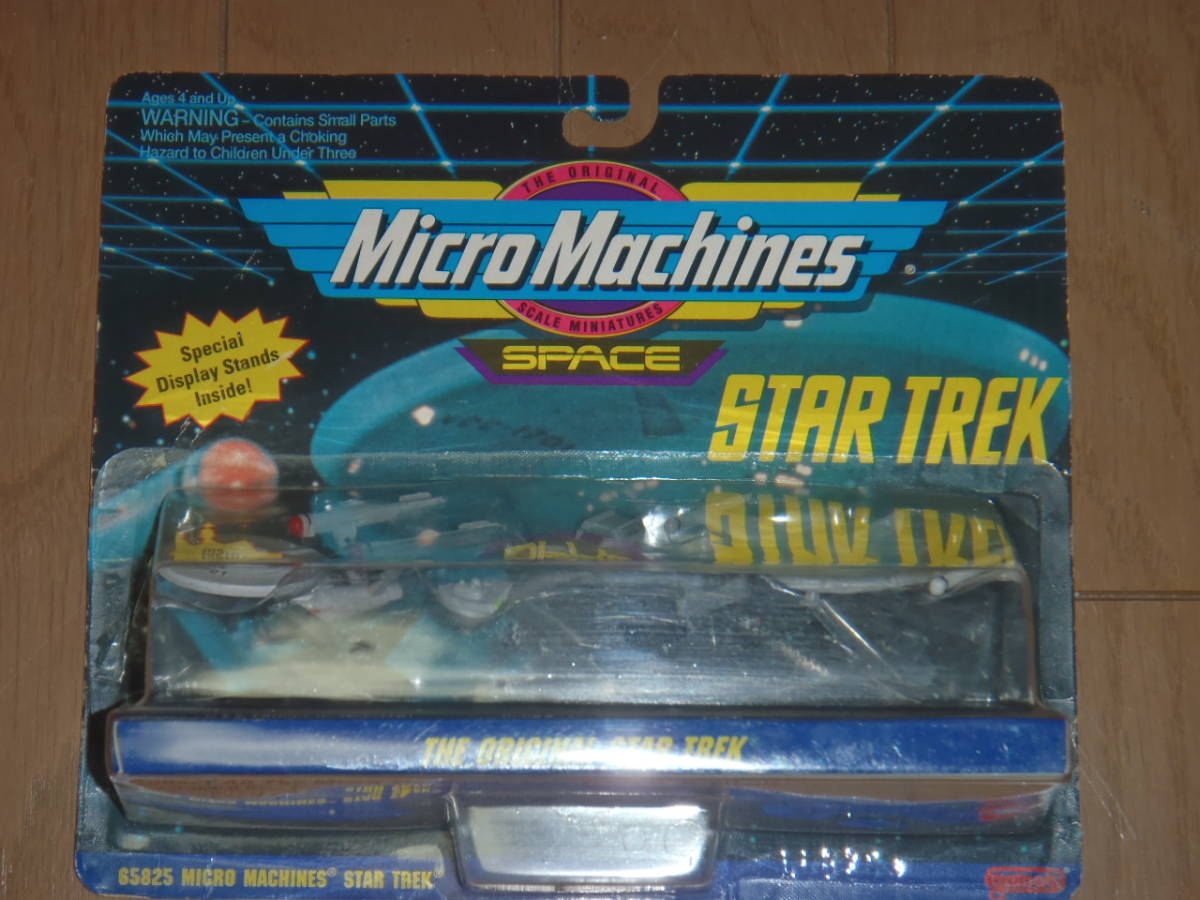 Ages 4 and Up
WARNING - Contains Small Parts
Which May Present a Choking
Hazard to Children Under Three
THE ORIGINAL
Micro Machines®
SCALE MINIATURES
SPACE
Special
Display Stands
Inside!
STAR TREK
THE ORIGINAL STAR TREK
65825 MICRO MACHINES® STAR TREK®